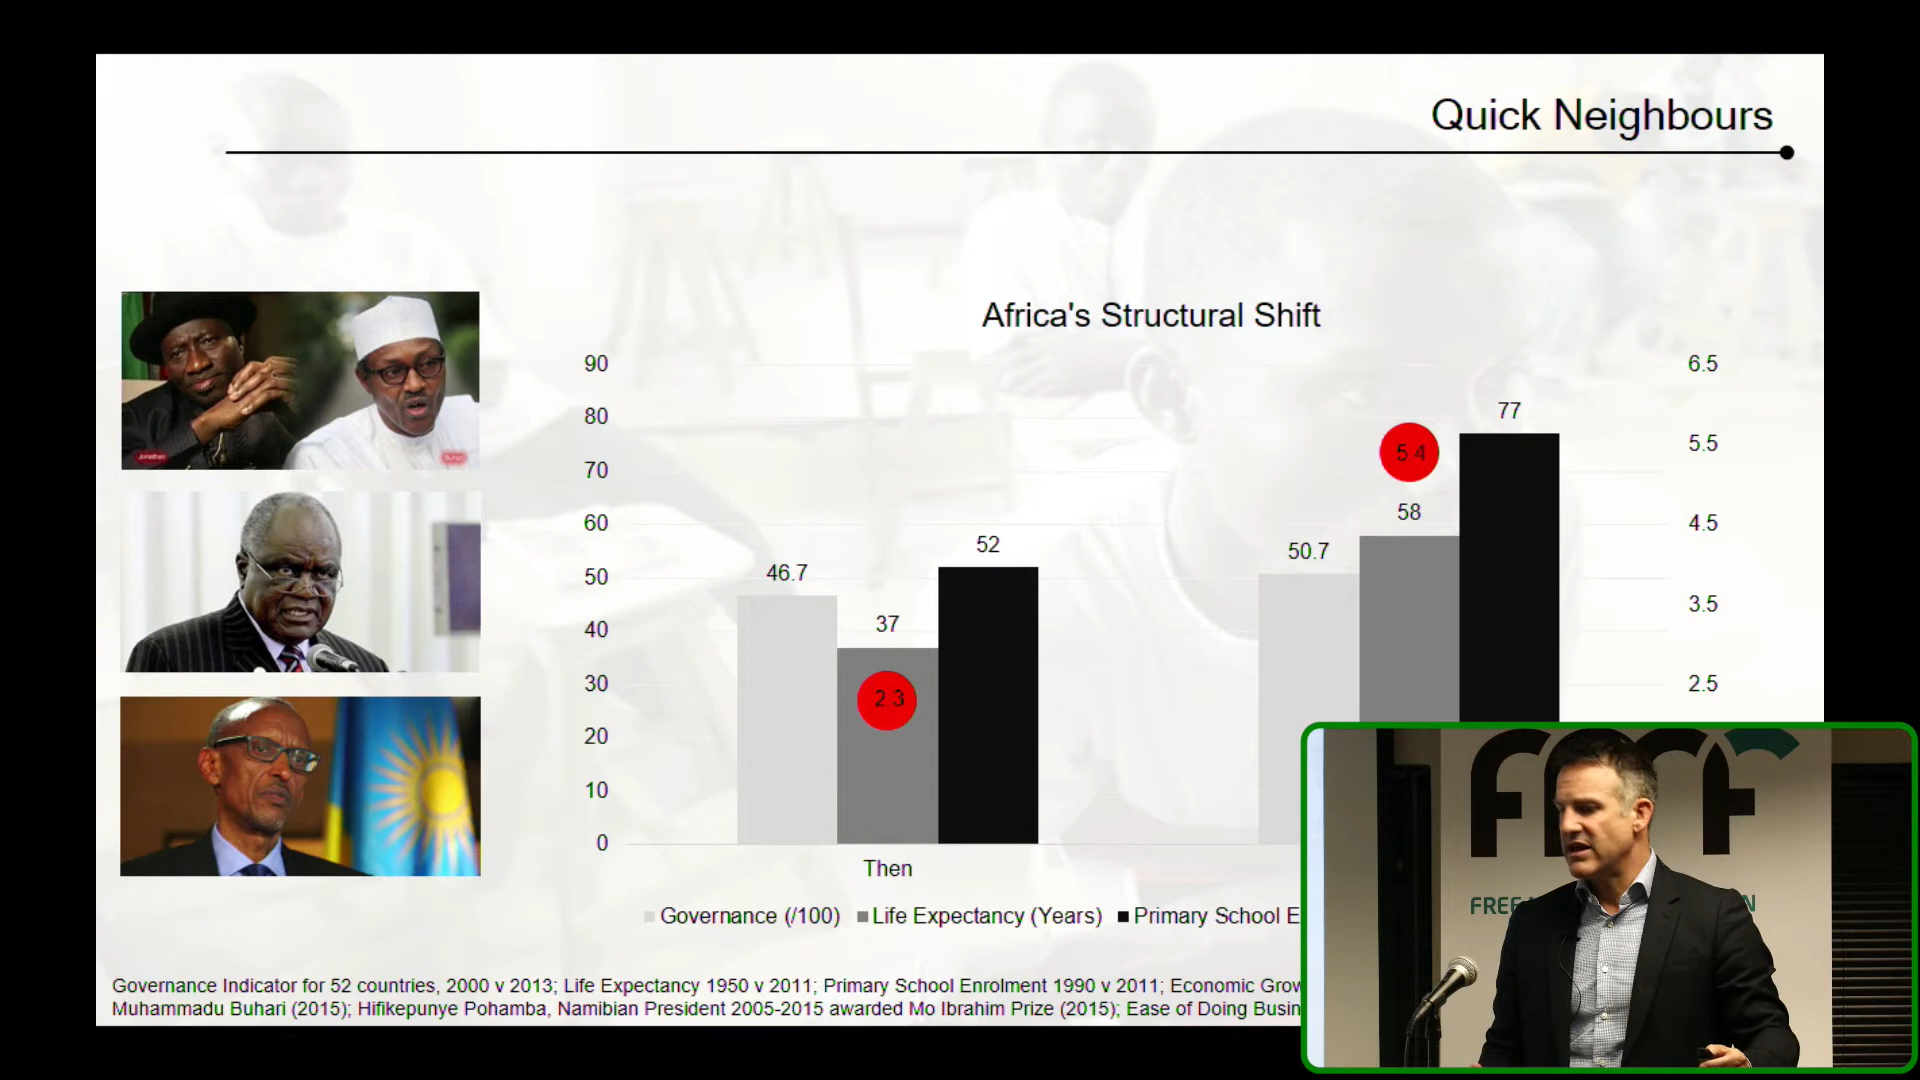 Quick Neighbours
Africa's Structural Shift
90
80
70
60
50
40
30
20
10
0
6.5
5.5
4.5
3.5
2.5
46.7
37
2.3
52
50.7
58
5.4
77
Then
Governance (/100) Life Expectancy (Years) Primary School E
Governance Indicator for 52 countries, 2000 v 2013; Life Expectancy 1950 v 2011; Primary School Enrolment 1990 v 2011; Economic Grow
Muhammadu Buhari (2015); Hifikepunye Pohamba, Namibian President 2005-2015 awarded Mo Ibrahim Prize (2015); Ease of Doing Busin
Jonathan
Buhari
FREE
N